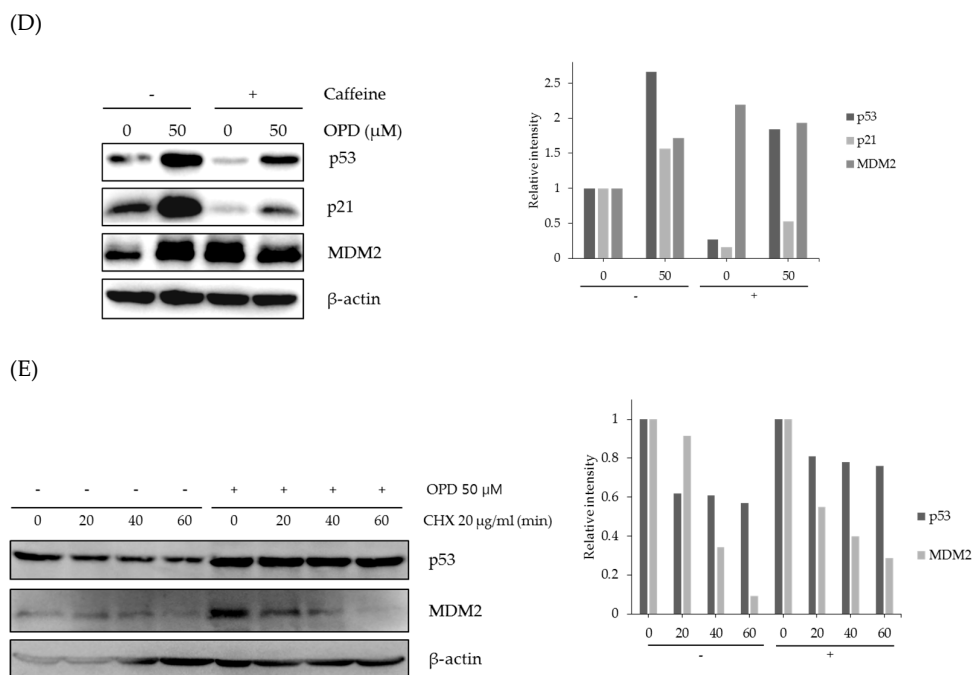 (D)
- + Caffeine
0 50 0 50 OPD (μM)
p53
p21
MDM2
β-actin
Relative intensity
2.5
2
1.5
1
0.5
0
0 50 0 50
- +
p53
p21
MDM2
(E)
- - - - + + + + OPD 50 μM
0 20 40 60 0 20 40 60 CHX 20 μg/ml (min)
p53
MDM2
β-actin
Relative intensity
1
0.8
0.6
0.4
0.2
0
0 20 40 60 0 20 40 60
- +
p53
MDM2